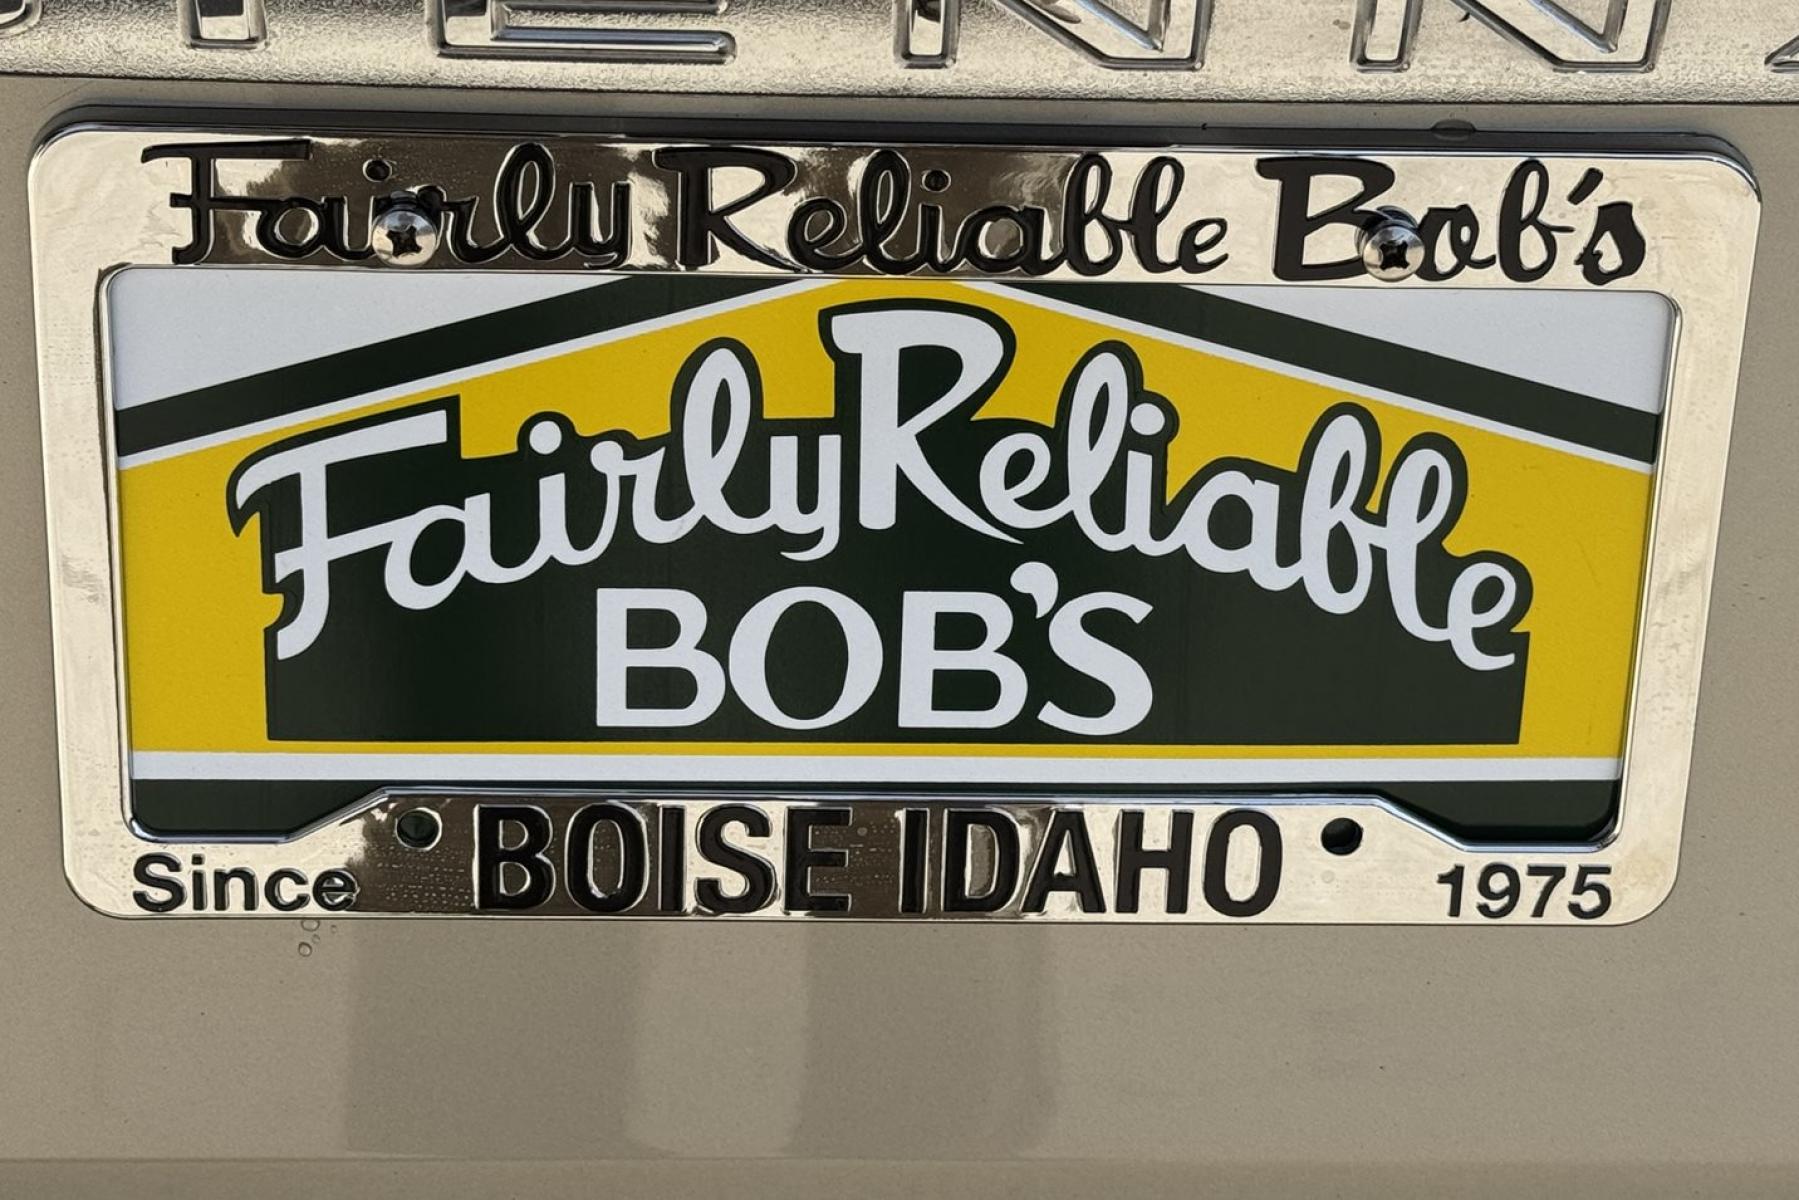 Fairly Reliable Bob's
Fairly Reliable
BOB'S
Since BOISE IDAHO 1975